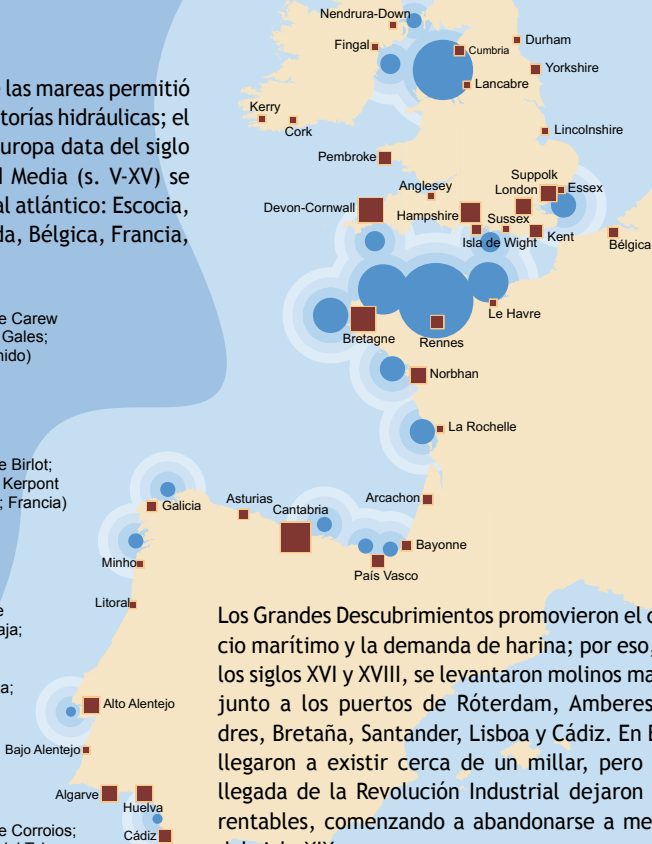 las mareas permitió
torías hidráulicas; el
uropa data del siglo
Media (s. V-XV) se
al atlántico: Escocia,
da, Bélgica, Francia,
e Carew
Gales;
nido)
e Birlot;
Kerpont
; Francia)
e
aja;
a;
e Corroios;
Nendrura-Down
Fingal
Cumbria
Durham
Yorkshire
Lancabre
Kerry
Cork
Lincolnshire
Pembroke
Anglesey
Suppolk
London
Essex
Devon-Cornwall
Hampshire
Sussex
Isla de Wight
Kent
Bélgica
Le Havre
Bretagne
Rennes
Norbhan
La Rochelle
Arcachon
Galicia
Asturias
Cantabria
Bayonne
País Vasco
Minho
Litoral
Alto Alentejo
Bajo Alentejo
Algarve
Huelva
Cádiz
Los Grandes Descubrimientos promovieron el c
cio marítimo y la demanda de harina; por eso,
los siglos XVI y XVIII, se levantaron molinos ma
junto a los puertos de Róterdam, Amberes
dres, Bretaña, Santander, Lisboa y Cádiz. En E
llegaron a existir cerca de un millar, pero
llegada de la Revolución Industrial dejaron
rentables, comenzando a abandonarse a me